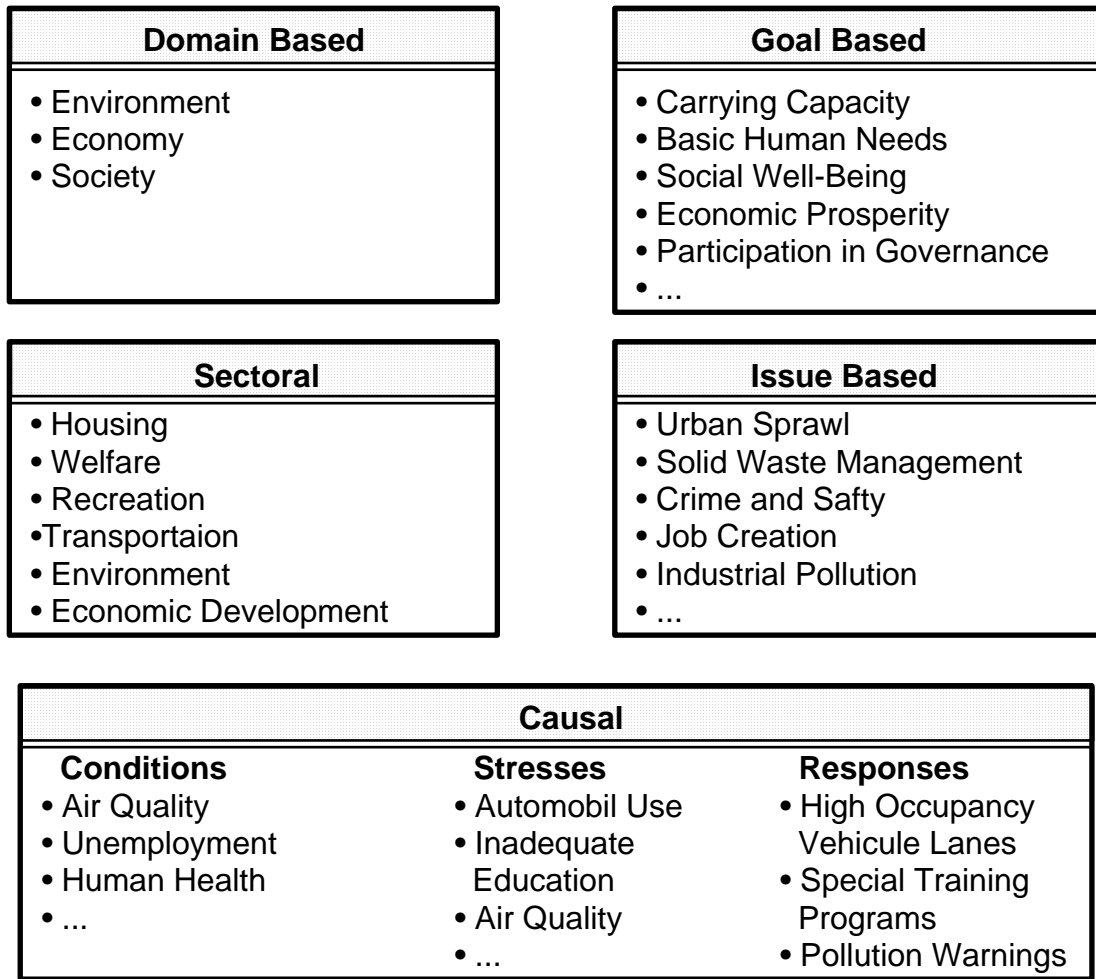 Domain Based
• Environment
• Economy
• Society
Goal Based
• Carrying Capacity
• Basic Human Needs
• Social Well-Being
• Economic Prosperity
• Participation in Governance
• ...
Sectoral
• Housing
• Welfare
• Recreation
•Transportaion
• Environment
• Economic Development
Issue Based
• Urban Sprawl
• Solid Waste Management
• Crime and Safty
• Job Creation
• Industrial Pollution
• ...
Causal
Conditions
• Air Quality
• Unemployment
• Human Health
• ...
Stresses
• Automobil Use
• Inadequate
Education
• Air Quality
• ...
Responses
• High Occupancy
Vehicule Lanes
• Special Training
Programs
• Pollution Warnings